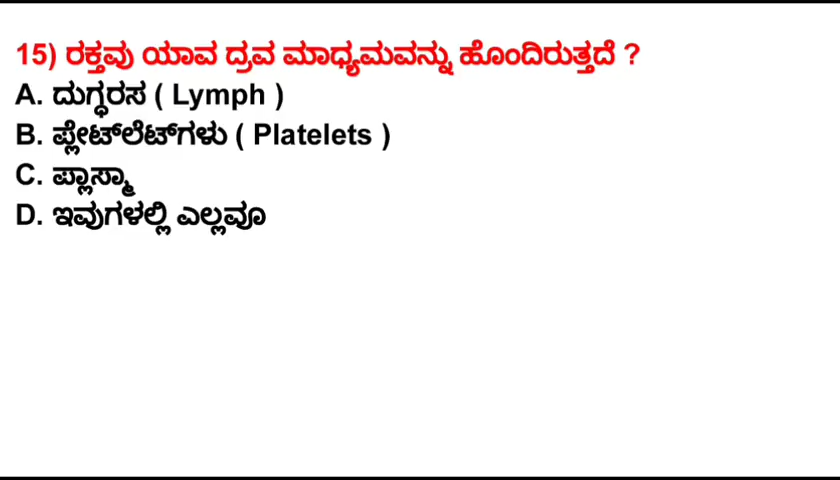 15) ರಕ್ತವು ಯಾವ ದ್ರವ ಮಾಧ್ಯಮವನ್ನು ಹೊಂದಿರುತ್ತದೆ ?
A. ದುಗ್ಧರಸ ( Lymph )
B. ಪ್ಲೇಟ್‌ಲೆಟ್‌ಗಳು ( Platelets )
C. ಪ್ಲಾಸ್ಮಾ
D. ಇವುಗಳಲ್ಲಿ ಎಲ್ಲವೂ